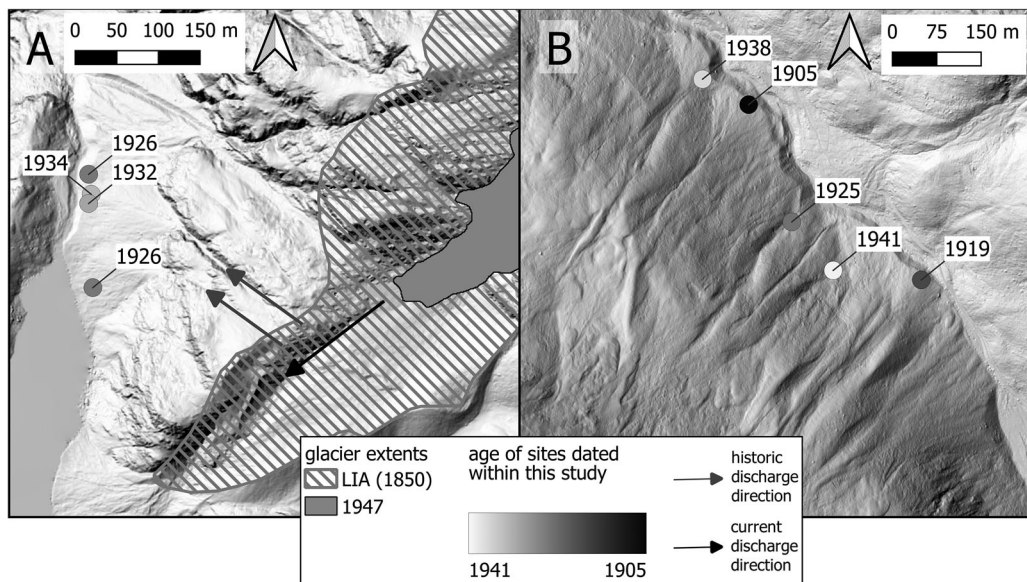 A
0 50 100 150 m
1926
1934
1932
1926
B
0 75 150 m
1938
1905
1925
1941
1919
glacier extents
LIA (1850)
1947
age of sites dated
within this study
1941 1905
historic
discharge
direction
current
discharge
direction